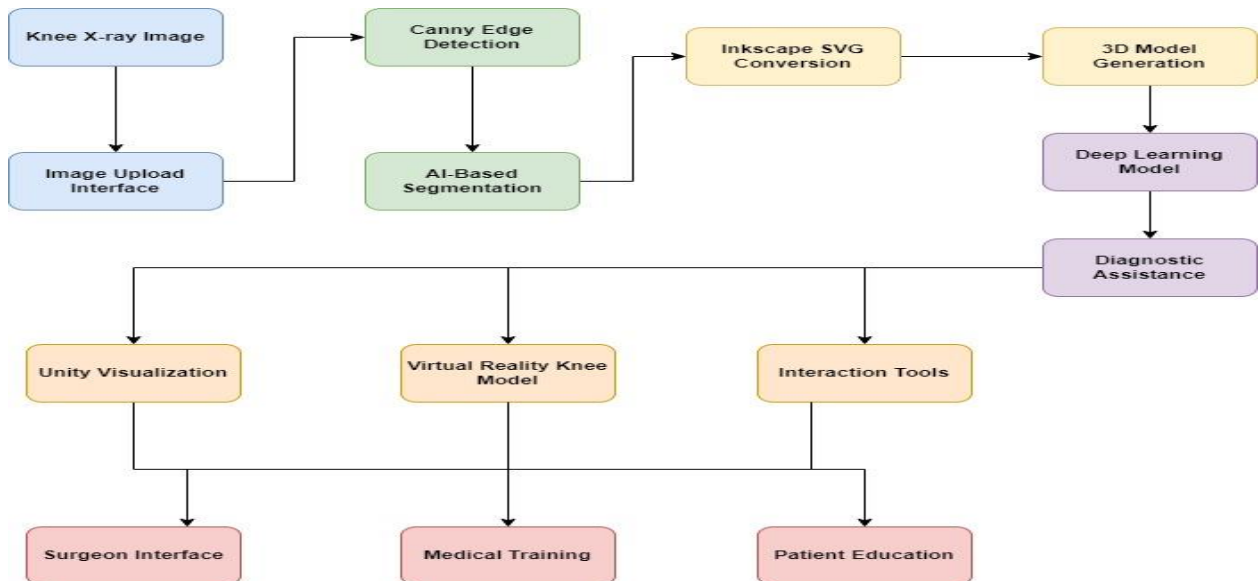 Knee X-ray Image
Canny Edge
Detection
Inkscape SVG
Conversion
3D Model
Generation
Image Upload
Interface
AI-Based
Segmentation
Deep Learning
Model
Diagnostic
Assistance
Unity Visualization
Virtual Reality Knee
Model
Interaction Tools
Surgeon Interface
Medical Training
Patient Education